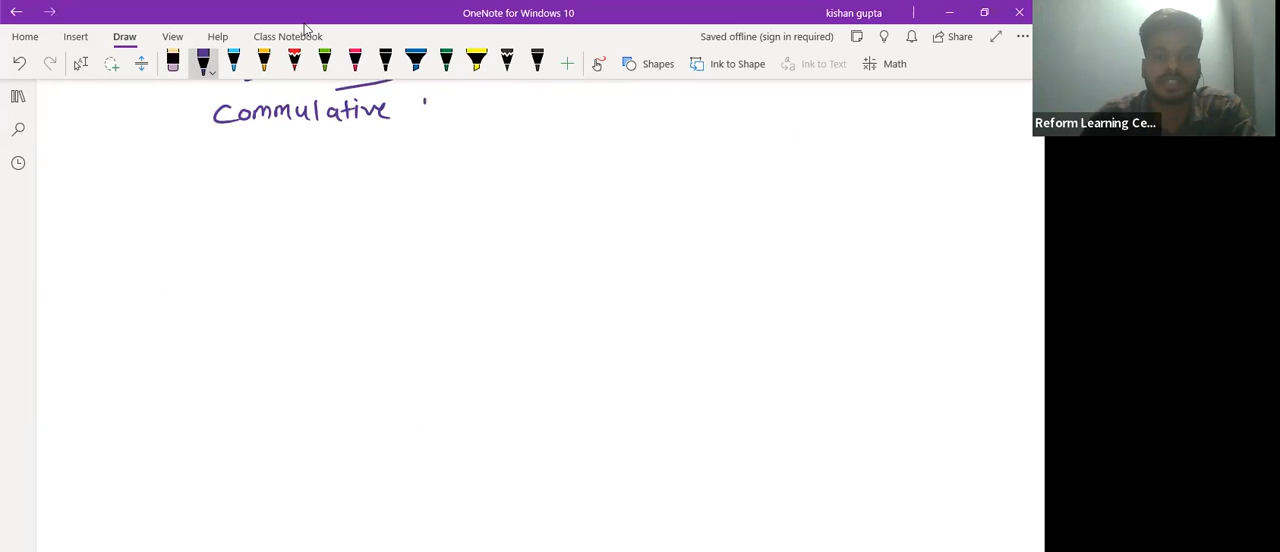 OneNote for Windows 10
kishan gupta
Home Insert Draw View Help Class Notebook
Saved offline (sign in required)
Share
Shapes
Ink to Shape
Ink to Text
Math
Commulative
Reform Learning Ce...